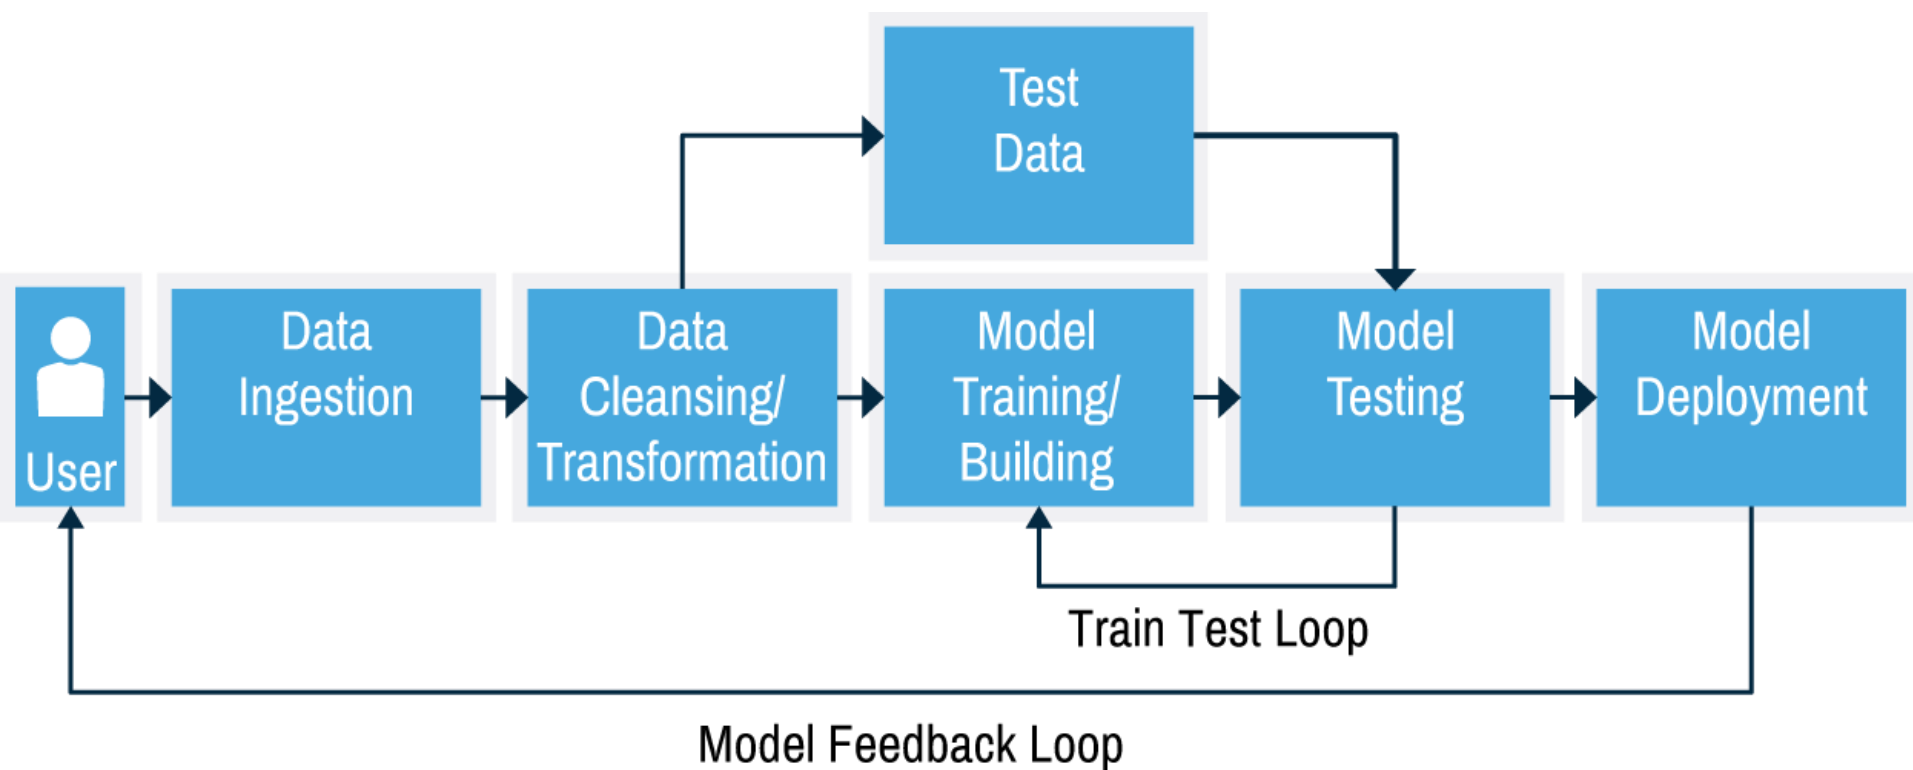 Test
Data
User
Data
Ingestion
Data
Cleansing/
Transformation
Model
Training/
Building
Model
Testing
Model
Deployment
Train Test Loop
Model Feedback Loop